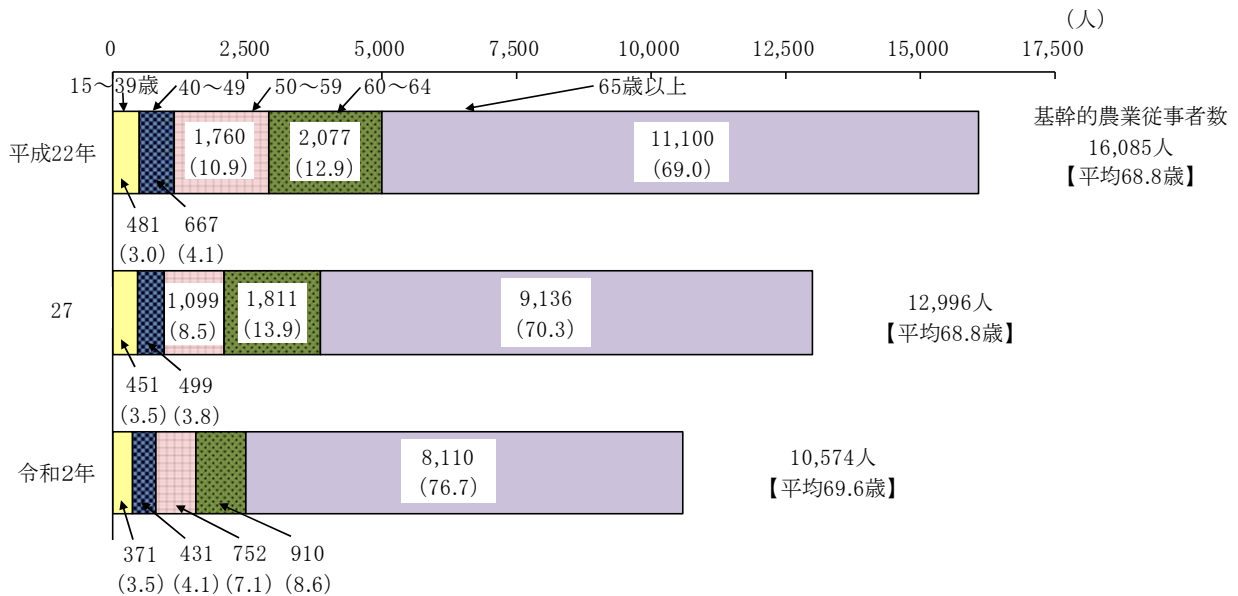 （人）
0 2,500 5,000 7,500 10,000 12,500 15,000 17,500
15～39歳 40～49 50～59 60～64 65歳以上
基幹的農業従事者数
平成22年
1,760
(10.9)
2,077
(12.9)
11,100
(69.0)
16,085人
【平均68.8歳】
481 667
(3.0) (4.1)
27
1,099
(8.5)
1,811
(13.9)
9,136
(70.3)
12,996人
【平均68.8歳】
451 499
(3.5) (3.8)
令和2年
8,110
(76.7)
10,574人
【平均69.6歳】
371 431 752 910
(3.5) (4.1) (7.1) (8.6)